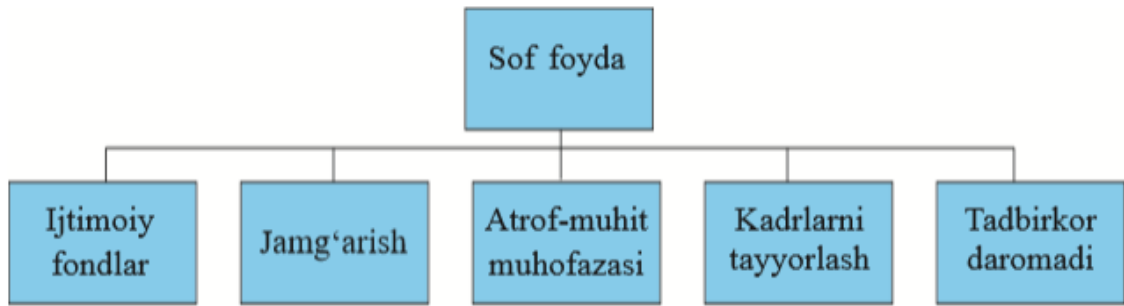 Sof foyda
Ijtimoiy
fondlar
Jamg‘arish
Atrof-muhit
muhofazasi
Kadrlarni
tayyorlash
Tadbirkor
daromadi